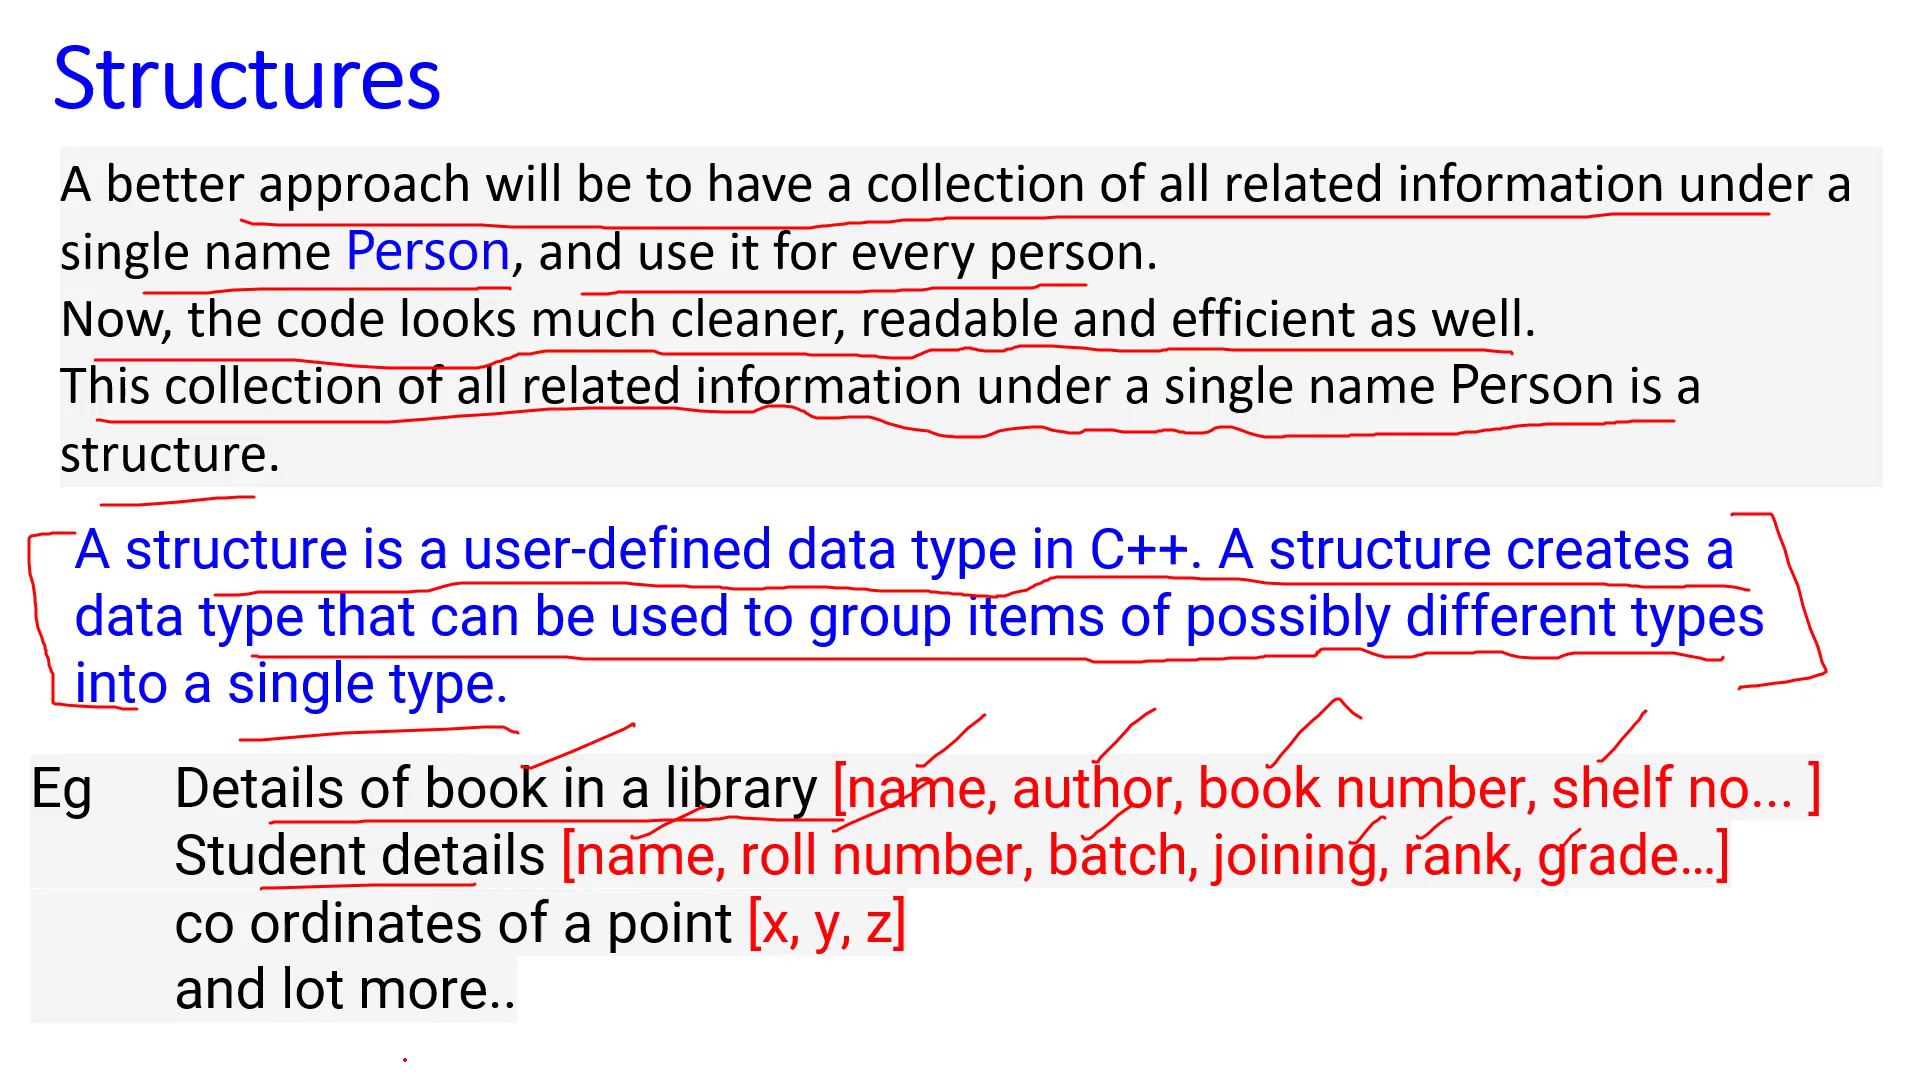 Structures
A better approach will be to have a collection of all related information under a
single name Person, and use it for every person.
Now, the code looks much cleaner, readable and efficient as well.
This collection of all related information under a single name Person is a
structure.
A structure is a user-defined data type in C++. A structure creates a
data type that can be used to group items of possibly different types
into a single type.
Eg Details of book in a library [name, author, book number, shelf no... ]
Student details [name, roll number, batch, joining, rank, grade...]
co ordinates of a point [x, y, z]
and lot more..